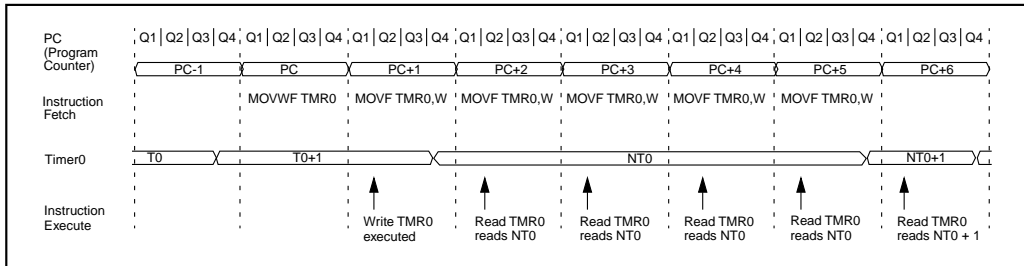 PC
(Program
Counter)
Q1 Q2 Q3 Q4 Q1 Q2 Q3 Q4 Q1 Q2 Q3 Q4 Q1 Q2 Q3 Q4 Q1 Q2 Q3 Q4 Q1 Q2 Q3 Q4 Q1 Q2 Q3 Q4 Q1 Q2 Q3 Q4
PC-1 PC PC+1 PC+2 PC+3 PC+4 PC+5 PC+6
Instruction
Fetch
MOVWF TMR0 MOVF TMR0,W MOVF TMR0,W MOVF TMR0,W MOVF TMR0,W MOVF TMR0,W
Timer0
T0 T0+1 NT0 NT0+1
Instruction
Execute
Write TMR0
executed
Read TMR0
reads NT0
Read TMR0
reads NT0
Read TMR0
reads NT0
Read TMR0
reads NT0
Read TMR0
reads NT0 + 1